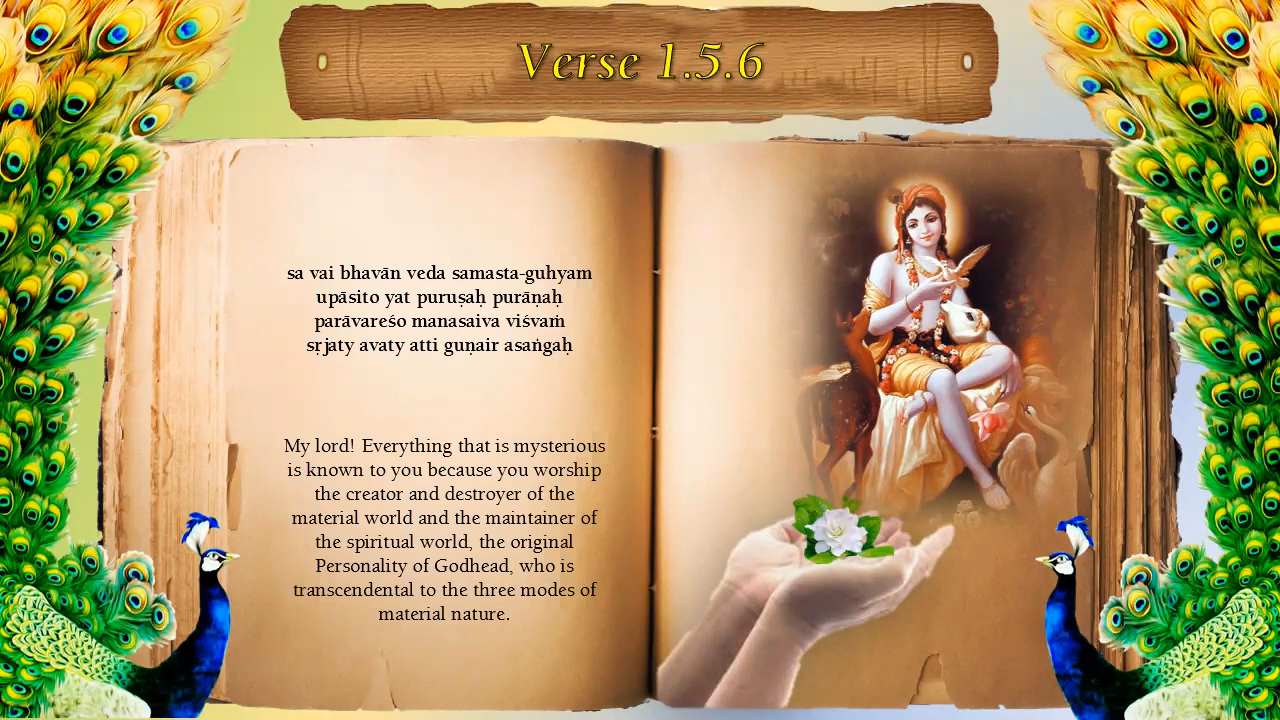 Verse 1.5.6
sa vai bhavān veda samasta-guhyam
upāsito yat puruṣaḥ purāṇaḥ
parāvareśo manasaiva viśvaṁ
sṛjaty avaty atti guṇair asaṅgaḥ
My lord! Everything that is mysterious
is known to you because you worship
the creator and destroyer of the
material world and the maintainer of
the spiritual world, the original
Personality of Godhead, who is
transcendental to the three modes of
material nature.